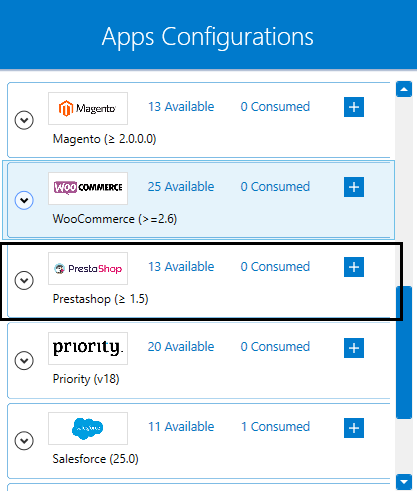 Apps Configurations
Magento
13 Available 0 Consumed
Magento (≥ 2.0.0.0)
WOO COMMERCE
25 Available 0 Consumed
WooCommerce (>=2.6)
PrestaShop
13 Available 0 Consumed
Prestashop (≥ 1.5)
priority.
20 Available 0 Consumed
Priority (v18)
salesforce
11 Available 1 Consumed
Salesforce (25.0)